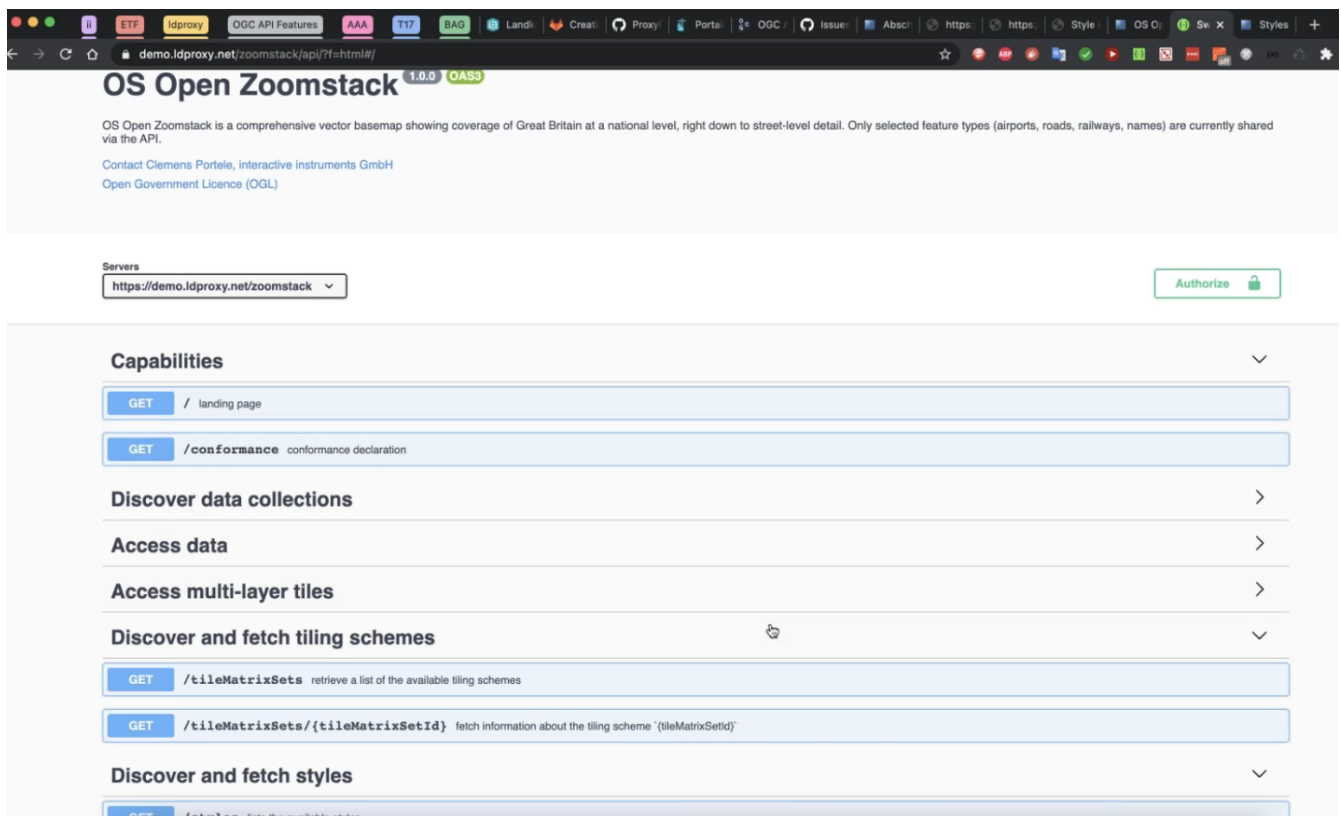 ii ETF ldproxy OGC API Features AAA T17 BAG Landk Creati Proxy Portal OGC / Issues Absch https: https: Style OS Op Sw x Styles +
demo.ldproxy.net/zoomstack/api/?f=html#/
OS Open Zoomstack 1.0.0 OAS3
OS Open Zoomstack is a comprehensive vector basemap showing coverage of Great Britain at a national level, right down to street-level detail. Only selected feature types (airports, roads, railways, names) are currently shared
via the API.
Contact Clemens Portele, interactive instruments GmbH
Open Government Licence (OGL)
Servers
https://demo.ldproxy.net/zoomstack
Authorize
Capabilities
GET / landing page
GET /conformance conformance declaration
Discover data collections
Access data
Access multi-layer tiles
Discover and fetch tiling schemes
GET /tileMatrixSets retrieve a list of the available tiling schemes
GET /tileMatrixSets/{tileMatrixSetId} fetch information about the tiling scheme `{tileMatrixSetId}`
Discover and fetch styles